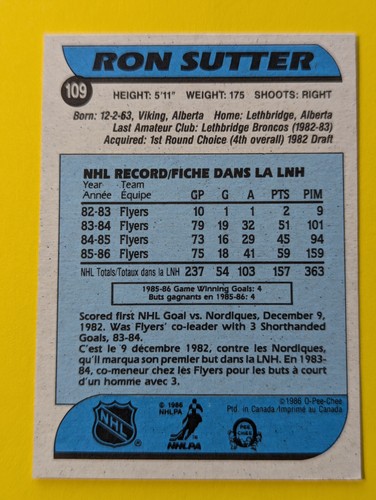 RON SUTTER
109
HEIGHT: 5'11" WEIGHT: 175 SHOOTS: RIGHT
Born: 12-2-63, Viking, Alberta Home: Lethbridge, Alberta
Last Amateur Club: Lethbridge Broncos (1982-83)
Acquired: 1st Round Choice (4th overall) 1982 Draft
NHL RECORD/FICHE DANS LA LNH
Year Team
Année Équipe GP G A PTS PIM
82-83 Flyers 10 1 1 2 9
83-84 Flyers 79 19 32 51 101
84-85 Flyers 73 16 29 45 94
85-86 Flyers 75 18 41 59 159
NHL Totals/Totaux dans la LNH 237 54 103 157 363
1985-86 Game Winning Goals: 4
Buts gagnants en 1985-86: 4
Scored first NHL Goal vs. Nordiques, December 9,
1982. Was Flyers' co-leader with 3 Shorthanded
Goals, 83-84.
C'est le 9 décembre 1982, contre les Nordiques,
qu'il marqua son premier but dans la LNH. En 1983-
84, co-meneur chez les Flyers pour les buts à court
d'un homme avec 3.
NHL
© 1986
NHLPA
NHLPA
TM
©1986 O-Pee-Chee
Ptd. in Canada/Imprimé au Canada
O
PEE
CHEE